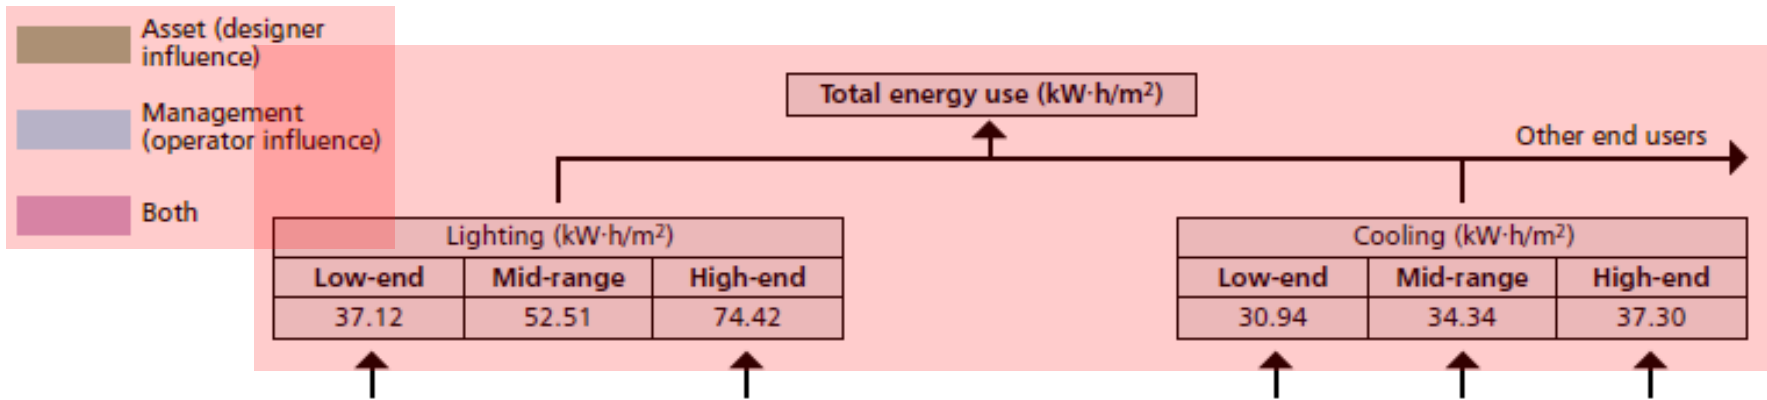 Asset (designer
influence)
Management
(operator influence)
Both
Total energy use (kW·h/m²)
Other end users
Lighting (kW·h/m²)
Low-end Mid-range High-end
37.12 52.51 74.42
Cooling (kW·h/m²)
Low-end Mid-range High-end
30.94 34.34 37.30